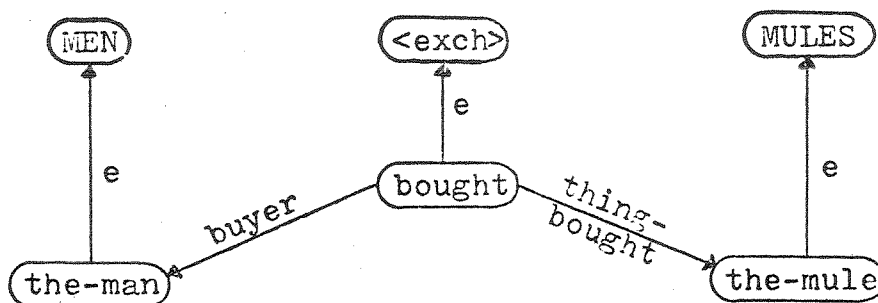 MEN
<exch>
MULES
e
e
e
bought
buyer
thing-
bought
the-man
the-mule